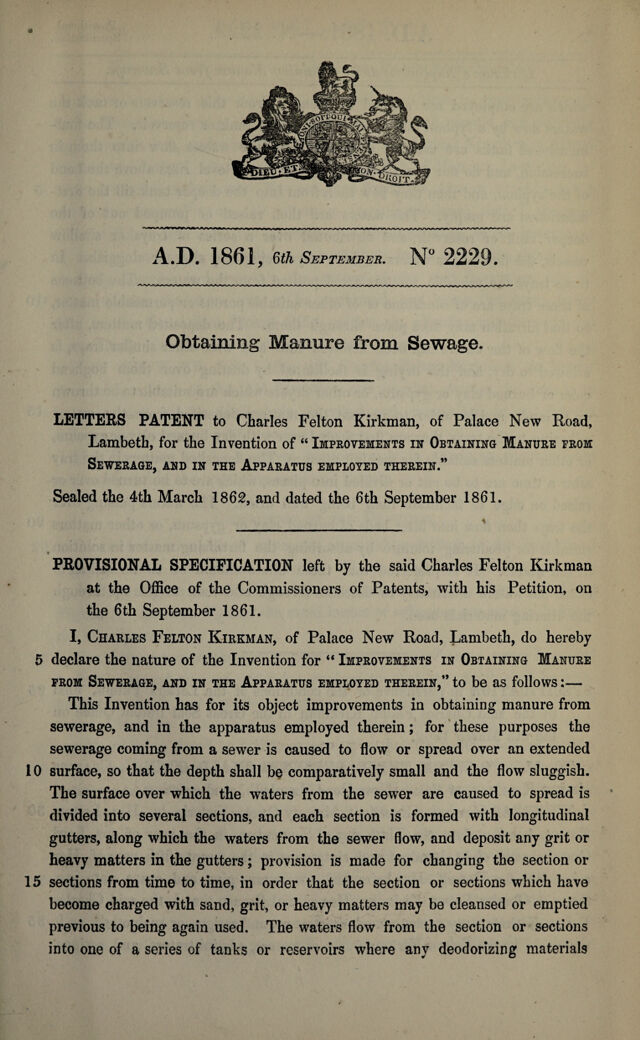 HONI SOIT QUI MAL
DIEU ET MON DROIT
A.D. 1861, 6th SEPTEMBER. No 2229.
Obtaining Manure from Sewage.
LETTERS PATENT to Charles Felton Kirkman, of Palace New Road,
Lambeth, for the Invention of “IMPROVEMENTS IN OBTAINING MANURE FROM
SEWERAGE, AND IN THE APPARATUS EMPLOYED THEREIN.”
Sealed the 4th March 1862, and dated the 6th September 1861.
PROVISIONAL SPECIFICATION left by the said Charles Felton Kirkman
at the Office of the Commissioners of Patents, with his Petition, on
the 6th September 1861.
I, CHARLES FELTON KIRKMAN, of Palace New Road, Lambeth, do hereby
5 declare the nature of the Invention for “IMPROVEMENTS IN OBTAINING MANURE
FROM SEWERAGE, AND IN THE APPARATUS EMPLOYED THEREIN,” to be as follows:—
This Invention has for its object improvements in obtaining manure from
sewerage, and in the apparatus employed therein; for these purposes the
sewerage coming from a sewer is caused to flow or spread over an extended
10 surface, so that the depth shall be comparatively small and the flow sluggish.
The surface over which the waters from the sewer are caused to spread is
divided into several sections, and each section is formed with longitudinal
gutters, along which the waters from the sewer flow, and deposit any grit or
heavy matters in the gutters; provision is made for changing the section or
15 sections from time to time, in order that the section or sections which have
become charged with sand, grit, or heavy matters may be cleansed or emptied
previous to being again used. The waters flow from the section or sections
into one of a series of tanks or reservoirs where any deodorizing materials